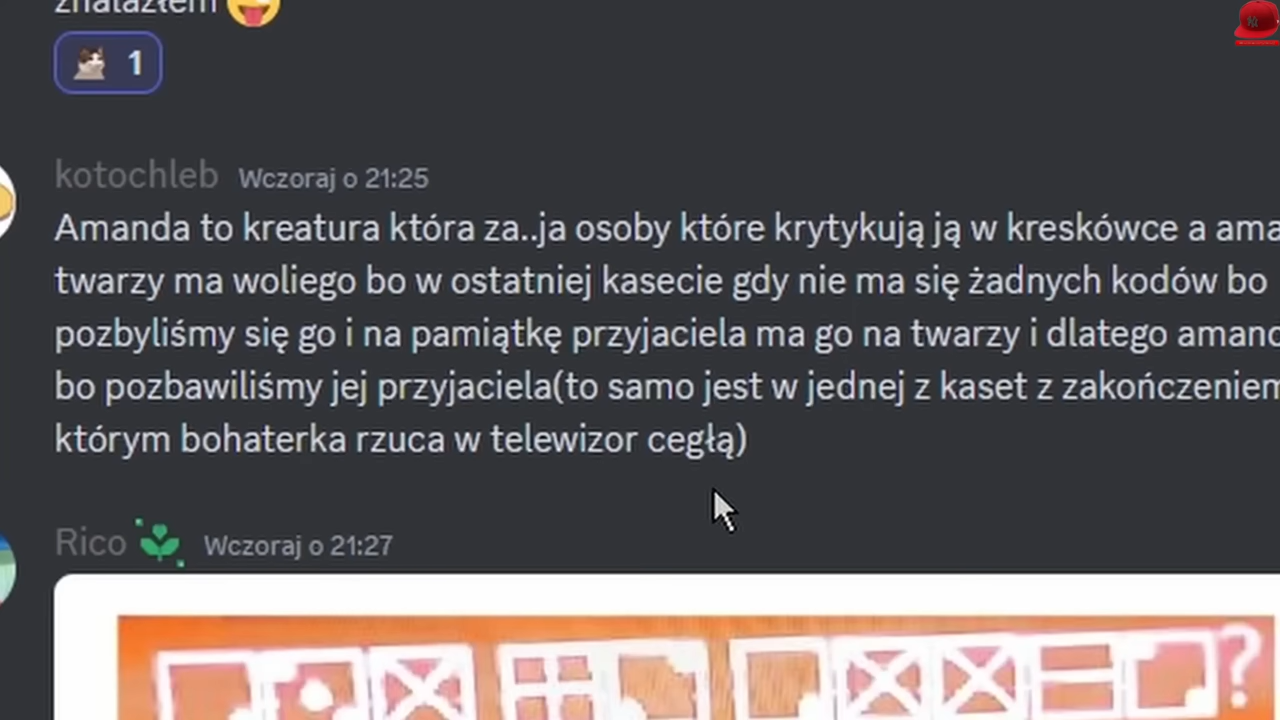 znalazłem
1
kotochleb Wczoraj o 21:25
Amanda to kreatura która za..ja osoby które krytykują ją w kreskówce a ama
twarzy ma woliego bo w ostatniej kasecie gdy nie ma się żadnych kodów bo
pozbyliśmy się go i na pamiątkę przyjaciela ma go na twarzy i dlatego amand
bo pozbawiliśmy jej przyjaciela(to samo jest w jednej z kaset z zakończeniem
którym bohaterka rzuca w telewizor cegłą)
Rico Wczoraj o 21:27
?